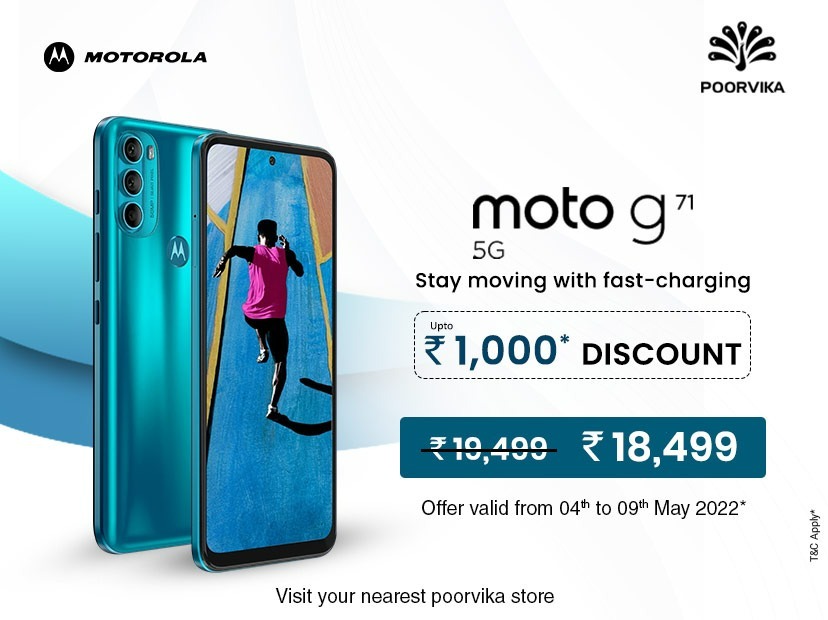 MOTOROLA
POORVIKA
moto g 71
5G
Stay moving with fast-charging
Upto
₹ 1,000* DISCOUNT
₹ 19,499 ₹ 18,499
Offer valid from 04th to 09th May 2022*
T&C Apply*
Visit your nearest poorvika store